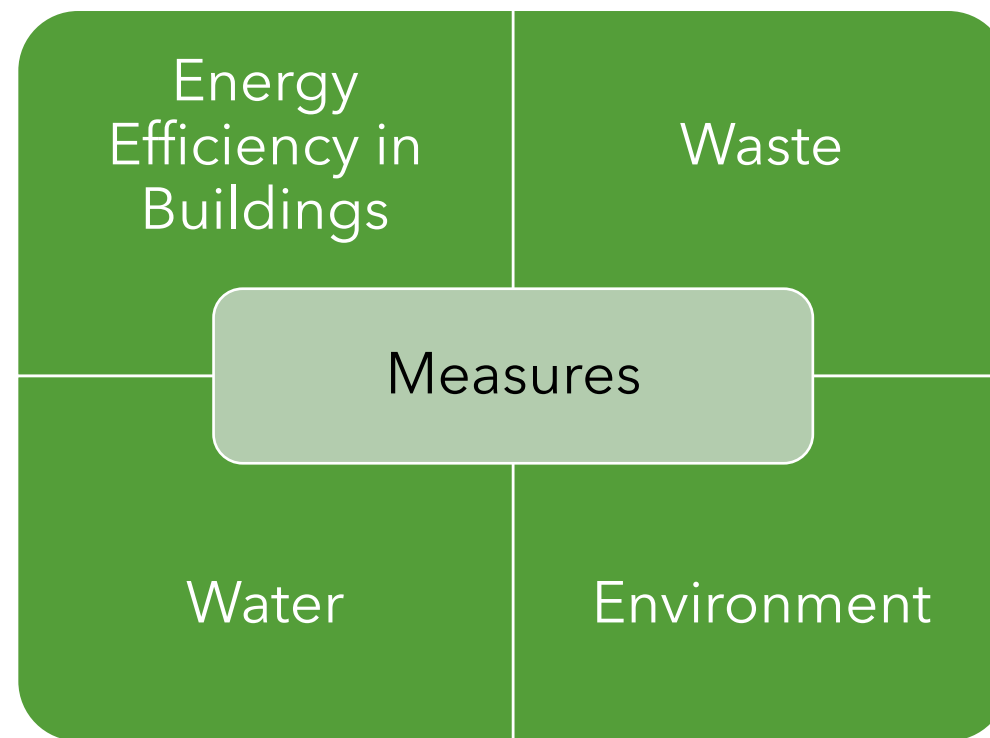 Energy
Efficiency in
Buildings
Waste
Measures
Water
Environment